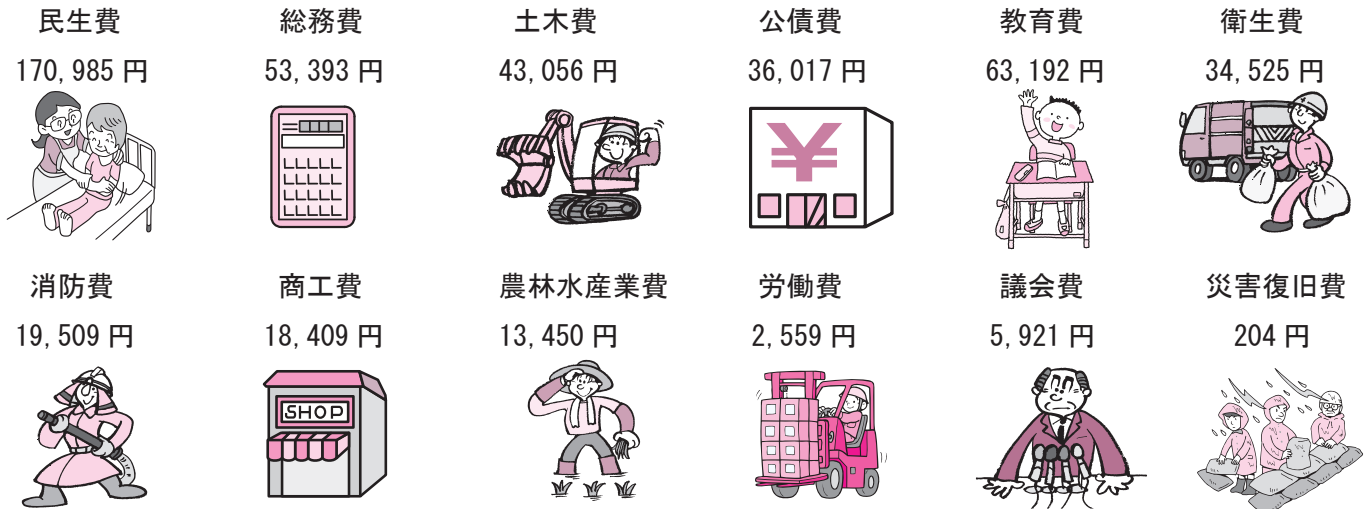 民生費 総務費 土木費 公債費 教育費 衛生費
170,985 円 53,393 円 43,056 円 36,017 円 63,192 円 34,525 円
¥
消防費 商工費 農林水産業費 労働費 議会費 災害復旧費
19,509 円 18,409 円 13,450 円 2,559 円 5,921 円 204 円
SHOP